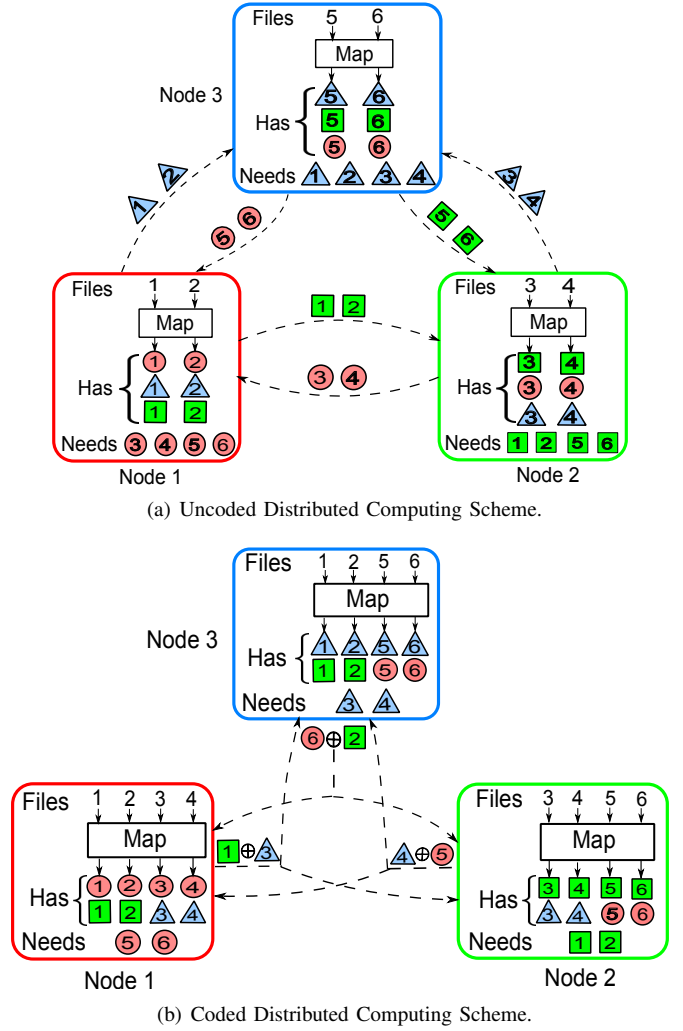 Files 5 6
Map
Node 3
5 6
Has 5 6
5 6
Needs 1 2 3 4
1 2
3 4
5 6
5 6
Files 1 2
Map
1 2
Has 1 2
1 2
Needs 3 4 5 6
Node 1
1 2
3 4
Files 3 4
Map
3 4
Has 3 4
3 4
Needs 1 2 5 6
Node 2
(a) Uncoded Distributed Computing Scheme.
Files 1 2 5 6
Map
Node 3
1 2 5 6
Has 1 2 5 6
Needs 3 4
6 ⊕ 2
Files 1 2 3 4
Map
1 2 3 4
Has 1 2 3 4
Needs 5 6
Node 1
1 ⊕ 3
4 ⊕ 5
Files 3 4 5 6
Map
3 4 5 6
Has 3 4 5 6
Needs 1 2
Node 2
(b) Coded Distributed Computing Scheme.